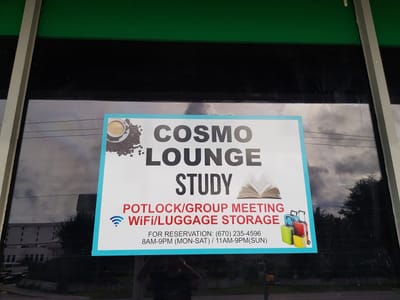 COSMO
LOUNGE
STUDY
POTLOCK/GROUP MEETING
WiFi/LUGGAGE STORAGE
FOR RESERVATION: (670) 235-4596
8AM-9PM (MON-SAT) / 11AM-9PM(SUN)